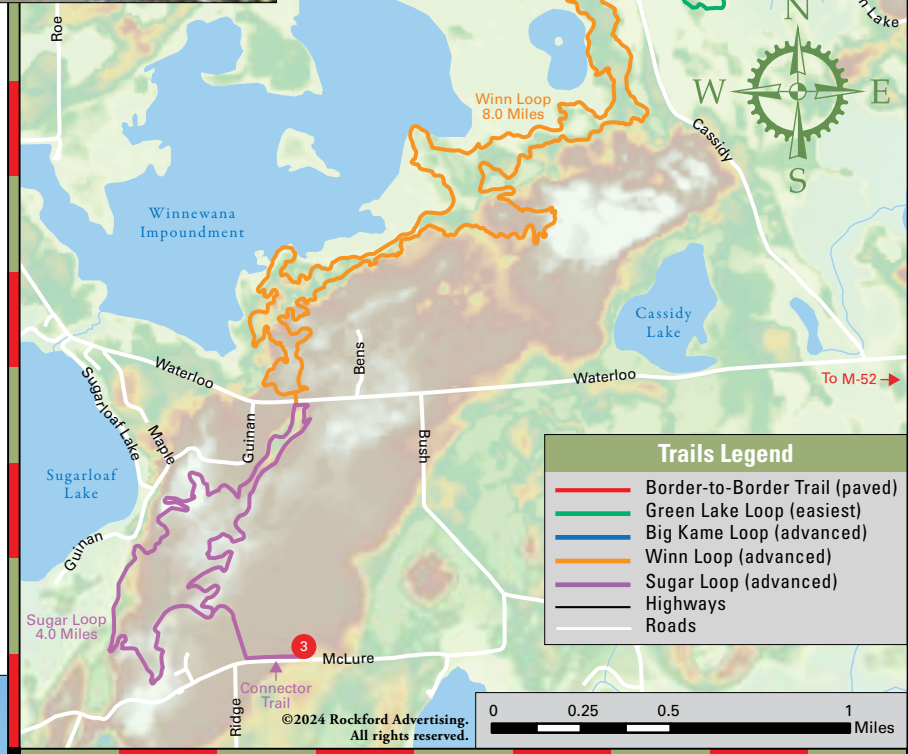 Roe
n Lake
N
W
E
S
Winn Loop
8.0 Miles
Cassidy
Winnewana
Impoundment
Cassidy
Lake
Waterloo
Bens
Waterloo
To M-52
Sugarloaf Lake
Maple
Guinan
Bush
Sugarloaf
Lake
Guinan
Trails Legend
Border-to-Border Trail (paved)
Green Lake Loop (easiest)
Big Kame Loop (advanced)
Winn Loop (advanced)
Sugar Loop (advanced)
Highways
Roads
Sugar Loop
4.0 Miles
3
McLure
Connector
Trail
Ridge
©2024 Rockford Advertising.
All rights reserved.
0 0.25 0.5 1
Miles